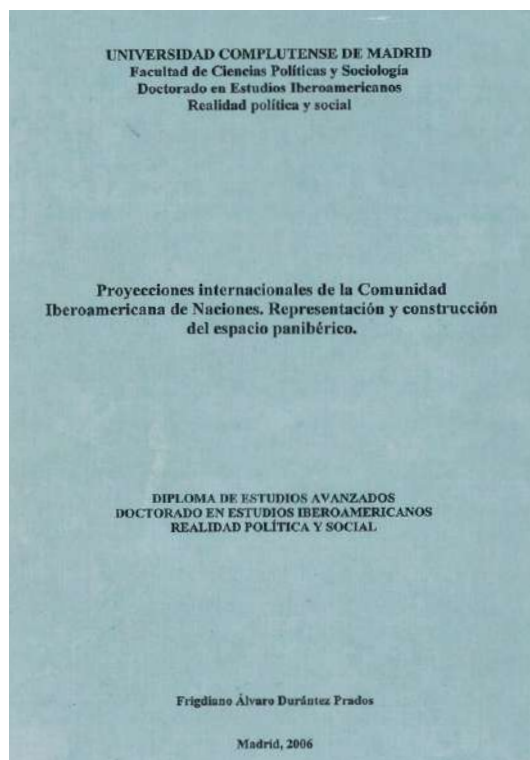 UNIVERSIDAD COMPLUTENSE DE MADRID
Facultad de Ciencias Políticas y Sociología
Doctorado en Estudios Iberoamericanos
Realidad política y social
Proyecciones internacionales de la Comunidad
Iberoamericana de Naciones. Representación y construcción
del espacio panibérico.
DIPLOMA DE ESTUDIOS AVANZADOS
DOCTORADO EN ESTUDIOS IBEROAMERICANOS
REALIDAD POLÍTICA Y SOCIAL
Frigdiano Álvaro Durántez Prados
Madrid, 2006